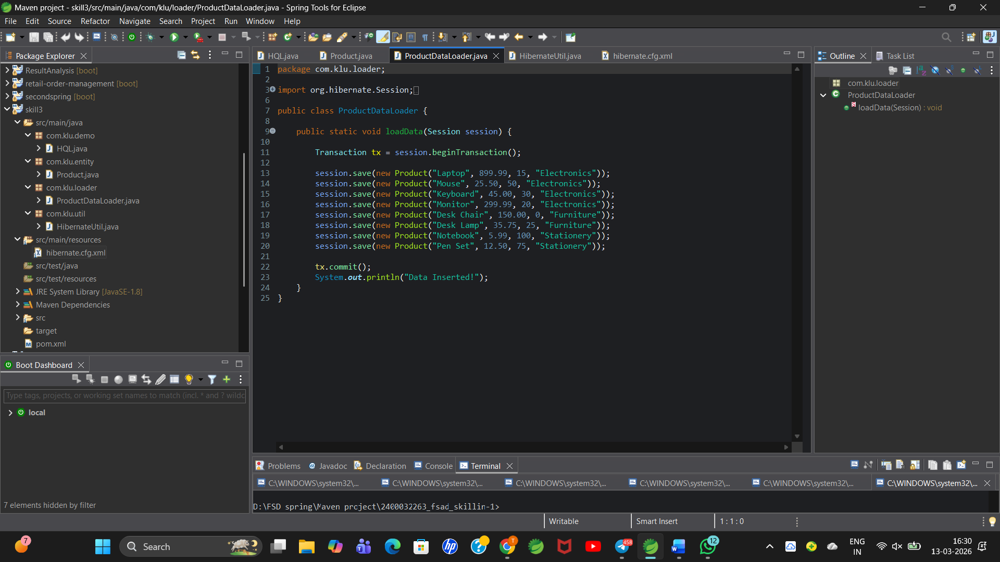 Maven project - skill3/src/main/java/com/klu/loader/ProductDataLoader.java - Spring Tools for Eclipse
File Edit Source Refactor Navigate Search Project Run Window Help
Package Explorer
ResultAnalysis [boot]
retail-order-management [boot]
secondspring [boot]
skill3
src/main/java
com.klu.demo
HQL.java
com.klu.entity
Product.java
com.klu.loader
ProductDataLoader.java
com.klu.util
HibernateUtil.java
src/main/resources
hibernate.cfg.xml
src/test/java
src/test/resources
JRE System Library [JavaSE-1.8]
Maven Dependencies
src
target
pom.xml
Boot Dashboard
Type tags, projects, or working set names to match (incl. * and ? wildc
local
7 elements hidden by filter
HQL.java Product.java ProductDataLoader.java HibernateUtil.java hibernate.cfg.xml
1 package com.klu.loader;
2
3 import org.hibernate.Session;
6
7 public class ProductDataLoader {
8
9 public static void loadData(Session session) {
10
11 Transaction tx = session.beginTransaction();
12
13 session.save(new Product("Laptop", 899.99, 15, "Electronics"));
14 session.save(new Product("Mouse", 25.50, 50, "Electronics"));
15 session.save(new Product("Keyboard", 45.00, 30, "Electronics"));
16 session.save(new Product("Monitor", 299.99, 20, "Electronics"));
17 session.save(new Product("Desk Chair", 150.00, 0, "Furniture"));
18 session.save(new Product("Desk Lamp", 35.75, 25, "Furniture"));
19 session.save(new Product("Notebook", 5.99, 100, "Stationery"));
20 session.save(new Product("Pen Set", 12.50, 75, "Stationery"));
21
22 tx.commit();
23 System.out.println("Data Inserted!");
24 }
25 }
Outline Task List
com.klu.loader
ProductDataLoader
loadData(Session) : void
Problems Javadoc Declaration Console Terminal
C:\WINDOWS\system32\... C:\WINDOWS\system32\... C:\WINDOWS\system32\... C:\WINDOWS\system32\... C:\WINDOWS\system32\... C:\WINDOWS\system32\...
D:\FSD spring\Maven project\2400032263_fsad_skillin-1>
Writable Smart Insert 1 : 1 : 0
7
Search
T
458
12
ENG
IN
16:30
13-03-2026